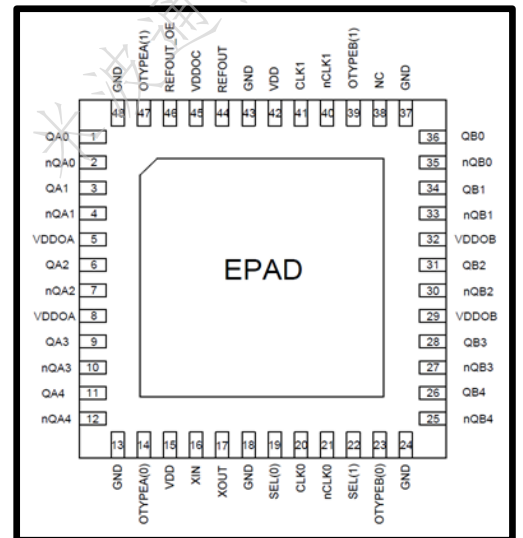 GND OTYPEA(1) REFOUT_OE VDDOC REFOUT GND VDD CLK1 nCLK1 OTYPEB(1) NC GND
48 47 46 45 44 43 42 41 40 39 38 37
QA0 1 36 QB0
nQA0 2 35 nQB0
QA1 3 34 QB1
nQA1 4 33 nQB1
VDDOA 5 32 VDDOB
QA2 6 31 QB2
nQA2 7 30 nQB2
VDDOA 8 29 VDDOB
QA3 9 28 QB3
nQA3 10 27 nQB3
QA4 11 26 QB4
nQA4 12 25 nQB4
EPAD
13 14 15 16 17 18 19 20 21 22 23 24
GND OTYPEA(0) VDD XIN XOUT GND SEL(0) CLK0 nCLK0 SEL(1) OTYPEB(0) GND